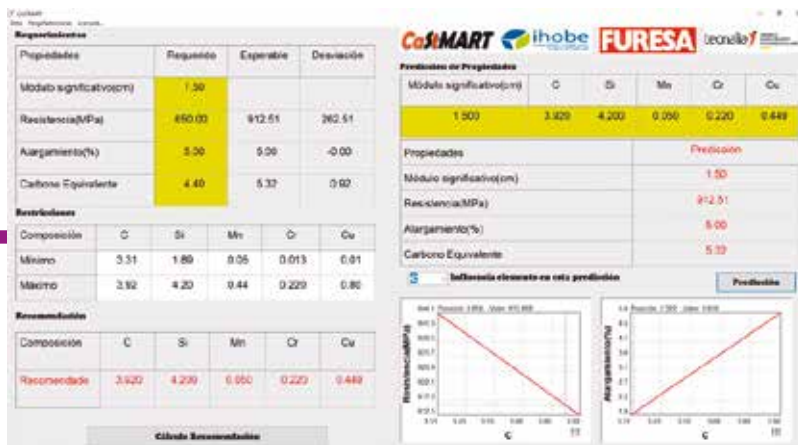 CaStMART
Requerimientos
Propiedades Requerido Esperable Desviación
Módulo significativo(cm) 1.50
Resistencia(MPa) 650.00 912.51 262.51
Alargamiento(%) 5.00 5.00 -0.00
Carbono Equivalente 4.40 5.32 0.92
Restricciones
Composición C Si Mn Cr Cu
Mínimo 3.31 1.89 0.05 0.013 0.01
Máximo 3.92 4.20 0.44 0.220 0.80
Recomendación
Composición C Si Mn Cr Cu
Recomendado 3.920 4.200 0.050 0.220 0.449
Cálculo Recomendación
CaStMART ihobe FURESA tecnalia
Predicción de Propiedades
Módulo significativo(cm) C Si Mn Cr Cu
1.500 3.920 4.200 0.050 0.220 0.449
Propiedades Predicción
Módulo significativo(cm) 1.50
Resistencia(MPa) 912.51
Alargamiento(%) 5.00
Carbono Equivalente 5.32
C Influencia elemento en esta predicción
Predicción
Resistencia(MPa)
C
Alargamiento(%)
C